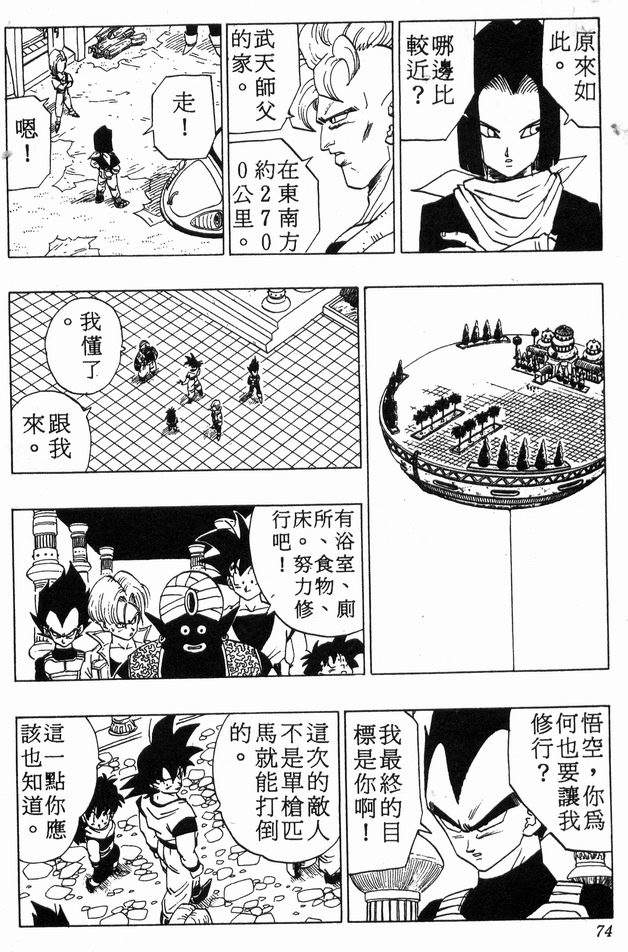 原來如
此。
哪邊比
較近?
武天師父
的家。
在東南方
約270
0公里。
走!
嗯!
我懂了
。
跟我
來。
有浴室、廁
所、食物、
床。努力修
行吧!
悟空,你為
何也要讓我
修行?
我最終的目
標是你啊!
這次的敵人
不是單槍匹
馬就能打倒
的。
這一點你應
該也知道。
74